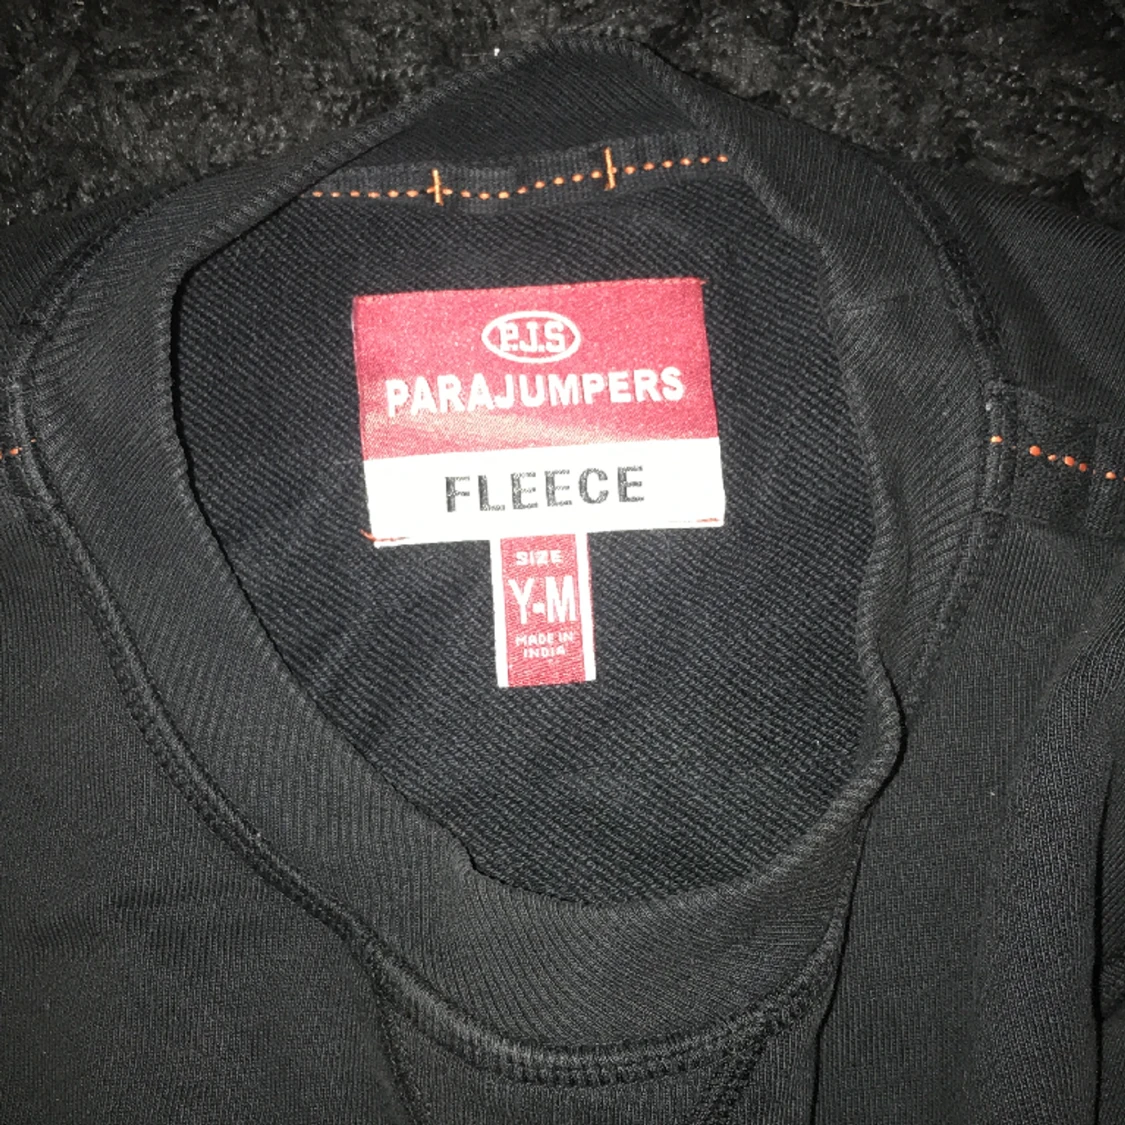 P.J.S
PARAJUMPERS
FLEECE
SIZE
Y-M
MADE IN
INDIA